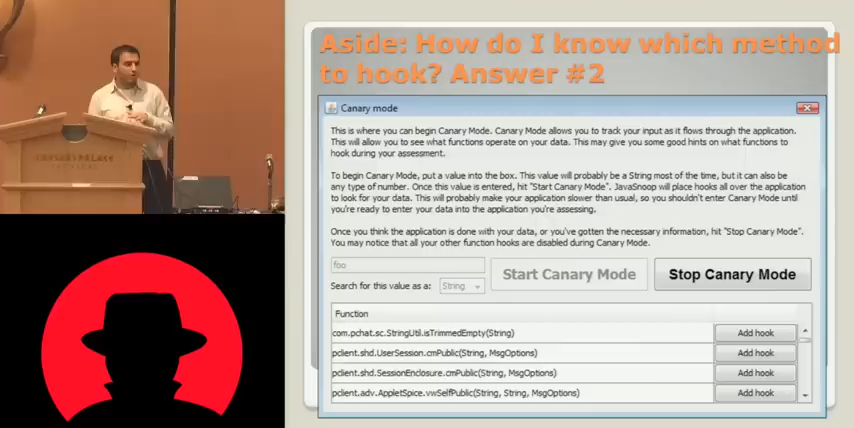 Aside: How do I know which method
to hook? Answer #2
Canary mode
This is where you can begin Canary Mode. Canary Mode allows you to track your input as it flows through the application.
This will allow you to see what functions operate on your data. This may give you some good hints on what functions to
hook during your assessment.
To begin Canary Mode, put a value into the box. This value will probably be a String most of the time, but it can also be
any type of number. Once this value is entered, hit "Start Canary Mode". JavaSnoop will place hooks all over the application
to look for your data. This will probably make your application slower than usual, so you shouldn't enter Canary Mode until
you're ready to enter your data into the application you're assessing.
Once you think the application is done with your data, or you've gotten the necessary information, hit "Stop Canary Mode".
You may notice that all your other function hooks are disabled during Canary Mode.
foo
Start Canary Mode
Stop Canary Mode
Search for this value as a: String
Function
com.pchat.sc.StringUtil.isTrimmedEmpty(String) Add hook
pclient.shd.UserSession.cmPublic(String, MsgOptions) Add hook
pclient.shd.SessionEnclosure.cmPublic(String, MsgOptions) Add hook
pclient.adv.AppletSpice.vwSelfPublic(String, String, MsgOptions) Add hook